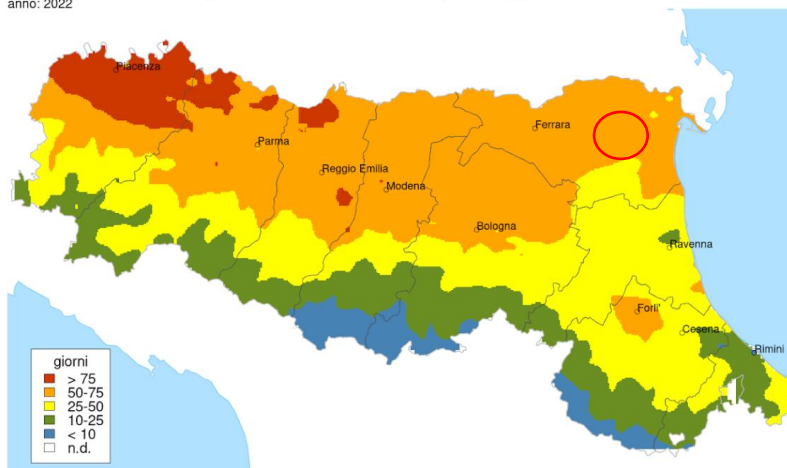 anno: 2022
Piacenza
Parma
Ferrara
Reggio Emilia
Modena
Bologna
Ravenna
Forli'
Cesena
Rimini
giorni
> 75
50-75
25-50
10-25
< 10
n.d.